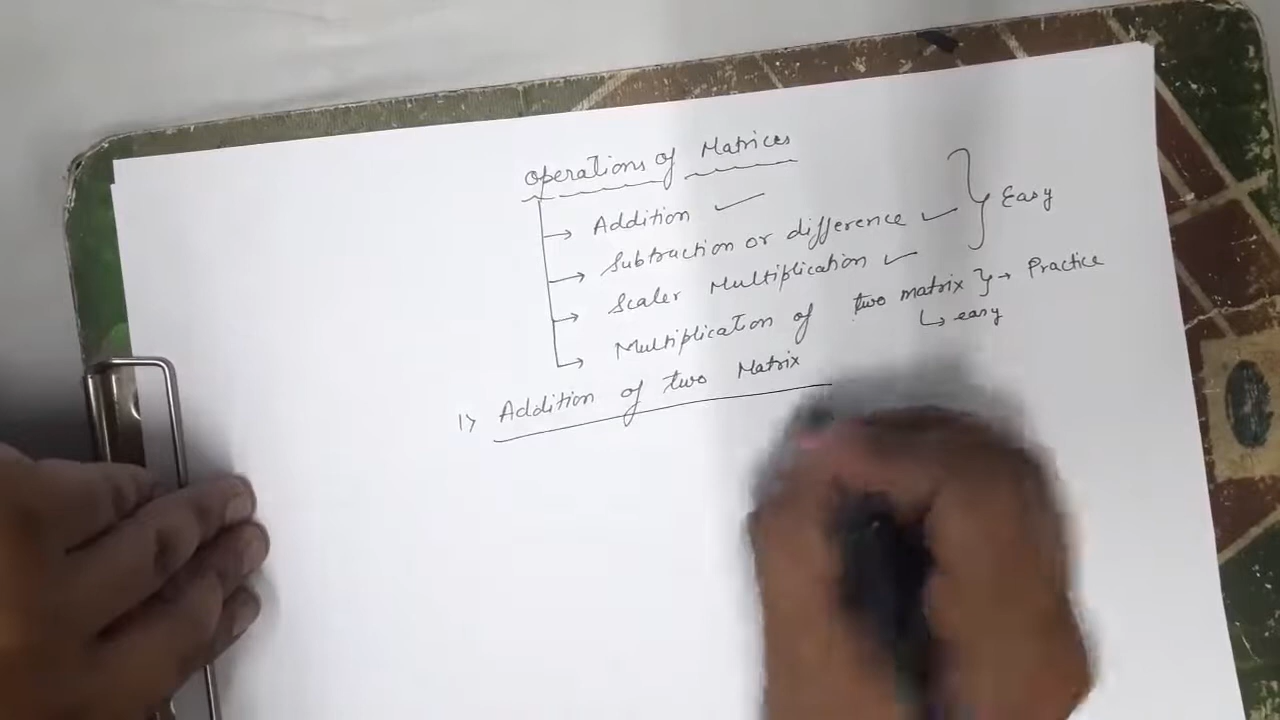 Operations of Matrices
→ Addition ✓
→ Subtraction or difference ✓
→ Scaler Multiplication ✓ } Easy
→ Multiplication of two matrix } → Practice
↳ easy
1) Addition of two Matrix